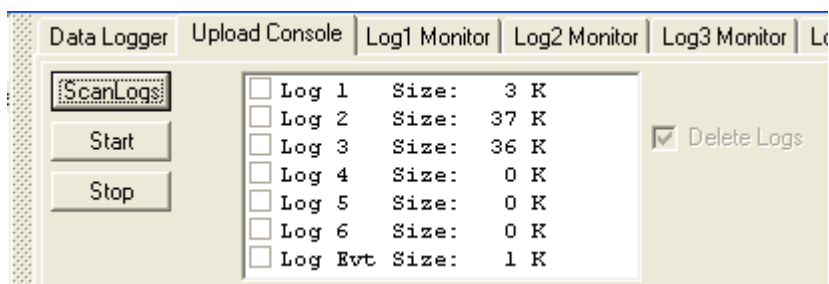 Data Logger Upload Console Log1 Monitor Log2 Monitor Log3 Monitor
ScanLogs
Start
Stop
Log 1 Size: 3 K
Log 2 Size: 37 K
Log 3 Size: 36 K
Log 4 Size: 0 K
Log 5 Size: 0 K
Log 6 Size: 0 K
Log Evt Size: 1 K
Delete Logs